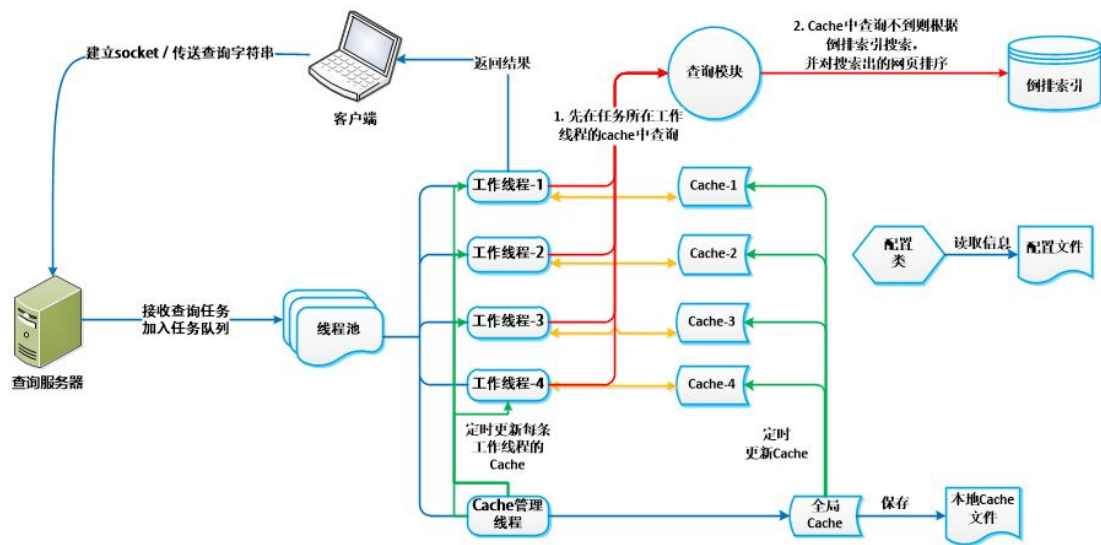 建立socket / 传送查询字符串
返回结果
客户端
查询模块
2. Cache中查询不到则根据
倒排索引搜索，
并对搜索出的网页排序
倒排索引
1. 先在任务所在工作
线程的cache中查询
工作线程-1
Cache-1
工作线程-2
Cache-2
配置
类
读取信息
配置文件
接收查询任务
加入任务队列
线程池
工作线程-3
Cache-3
查询服务器
工作线程-4
Cache-4
定时更新每条
工作线程的
Cache
定时
更新Cache
Cache管理
线程
全局
Cache
保存
本地Cache
文件